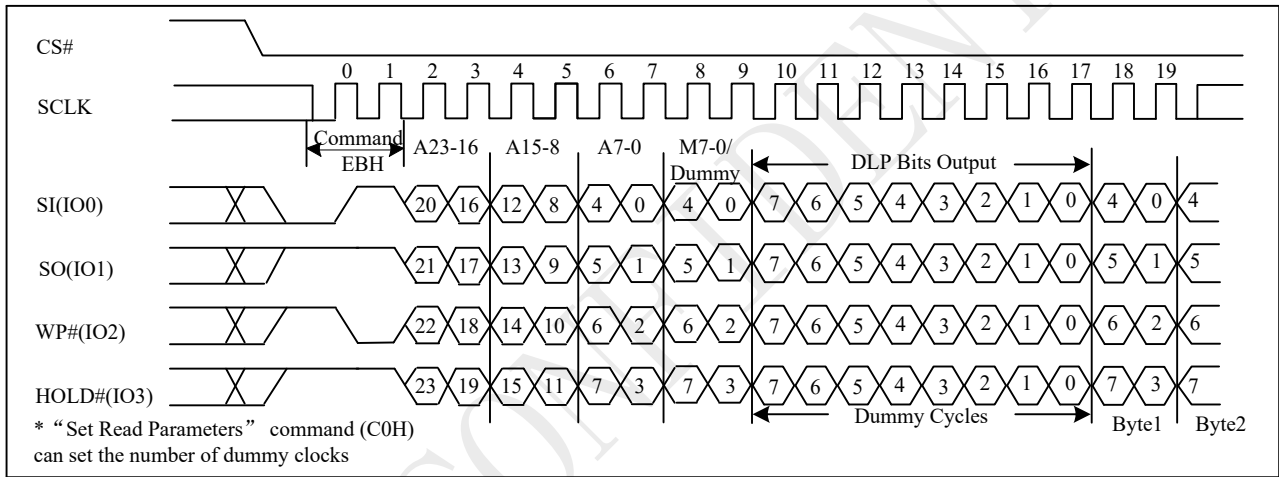 CS#
0 1 2 3 4 5 6 7 8 9 10 11 12 13 14 15 16 17 18 19
SCLK
Command
EBH
A23-16 A15-8 A7-0 M7-0/
Dummy
DLP Bits Output
SI(IO0) 20 16 12 8 4 0 4 0 7 6 5 4 3 2 1 0 4 0 4
SO(IO1) 21 17 13 9 5 1 5 1 7 6 5 4 3 2 1 0 5 1 5
WP#(IO2) 22 18 14 10 6 2 6 2 7 6 5 4 3 2 1 0 6 2 6
HOLD#(IO3) 23 19 15 11 7 3 7 3 7 6 5 4 3 2 1 0 7 3 7
Dummy Cycles Byte1 Byte2
* “Set Read Parameters” command (C0H)
can set the number of dummy clocks